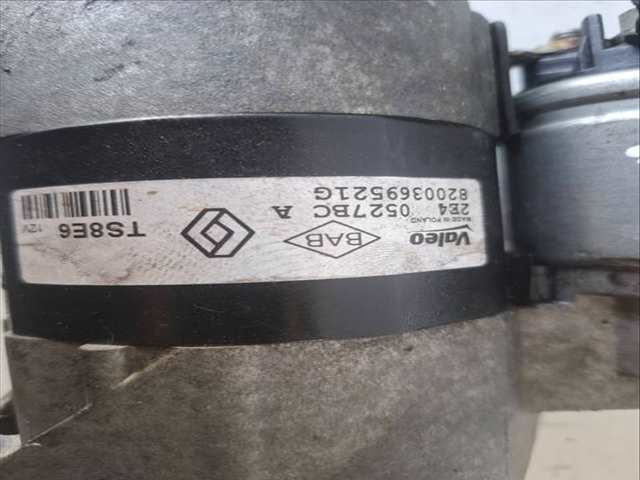 Valeo
MADE IN POLAND
2E4
0527BC A
8200369521G
BAB
TS8E6
12V